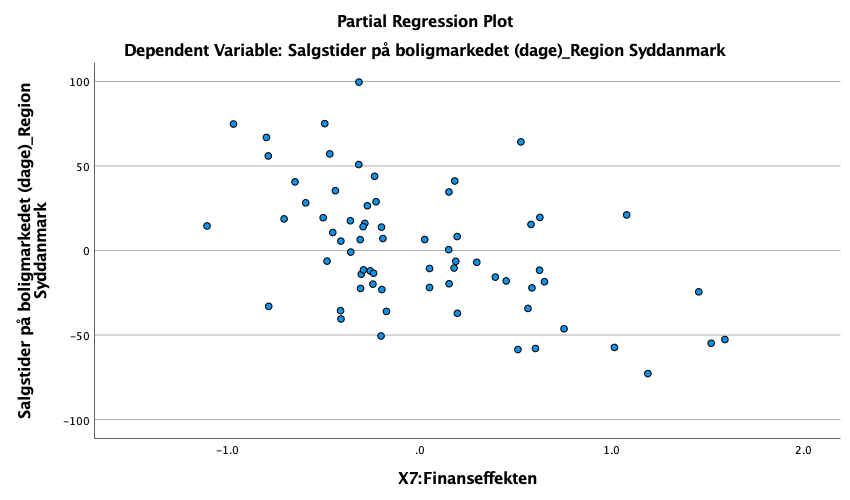 Partial Regression Plot
Dependent Variable: Salgstider på boligmarkedet (dage)_Region Syddanmark
Salgstider på boligmarkedet (dage)_Region
Syddanmark
100
50
0
-50
-100
-1.0
.0
1.0
2.0
X7:Finanseffekten